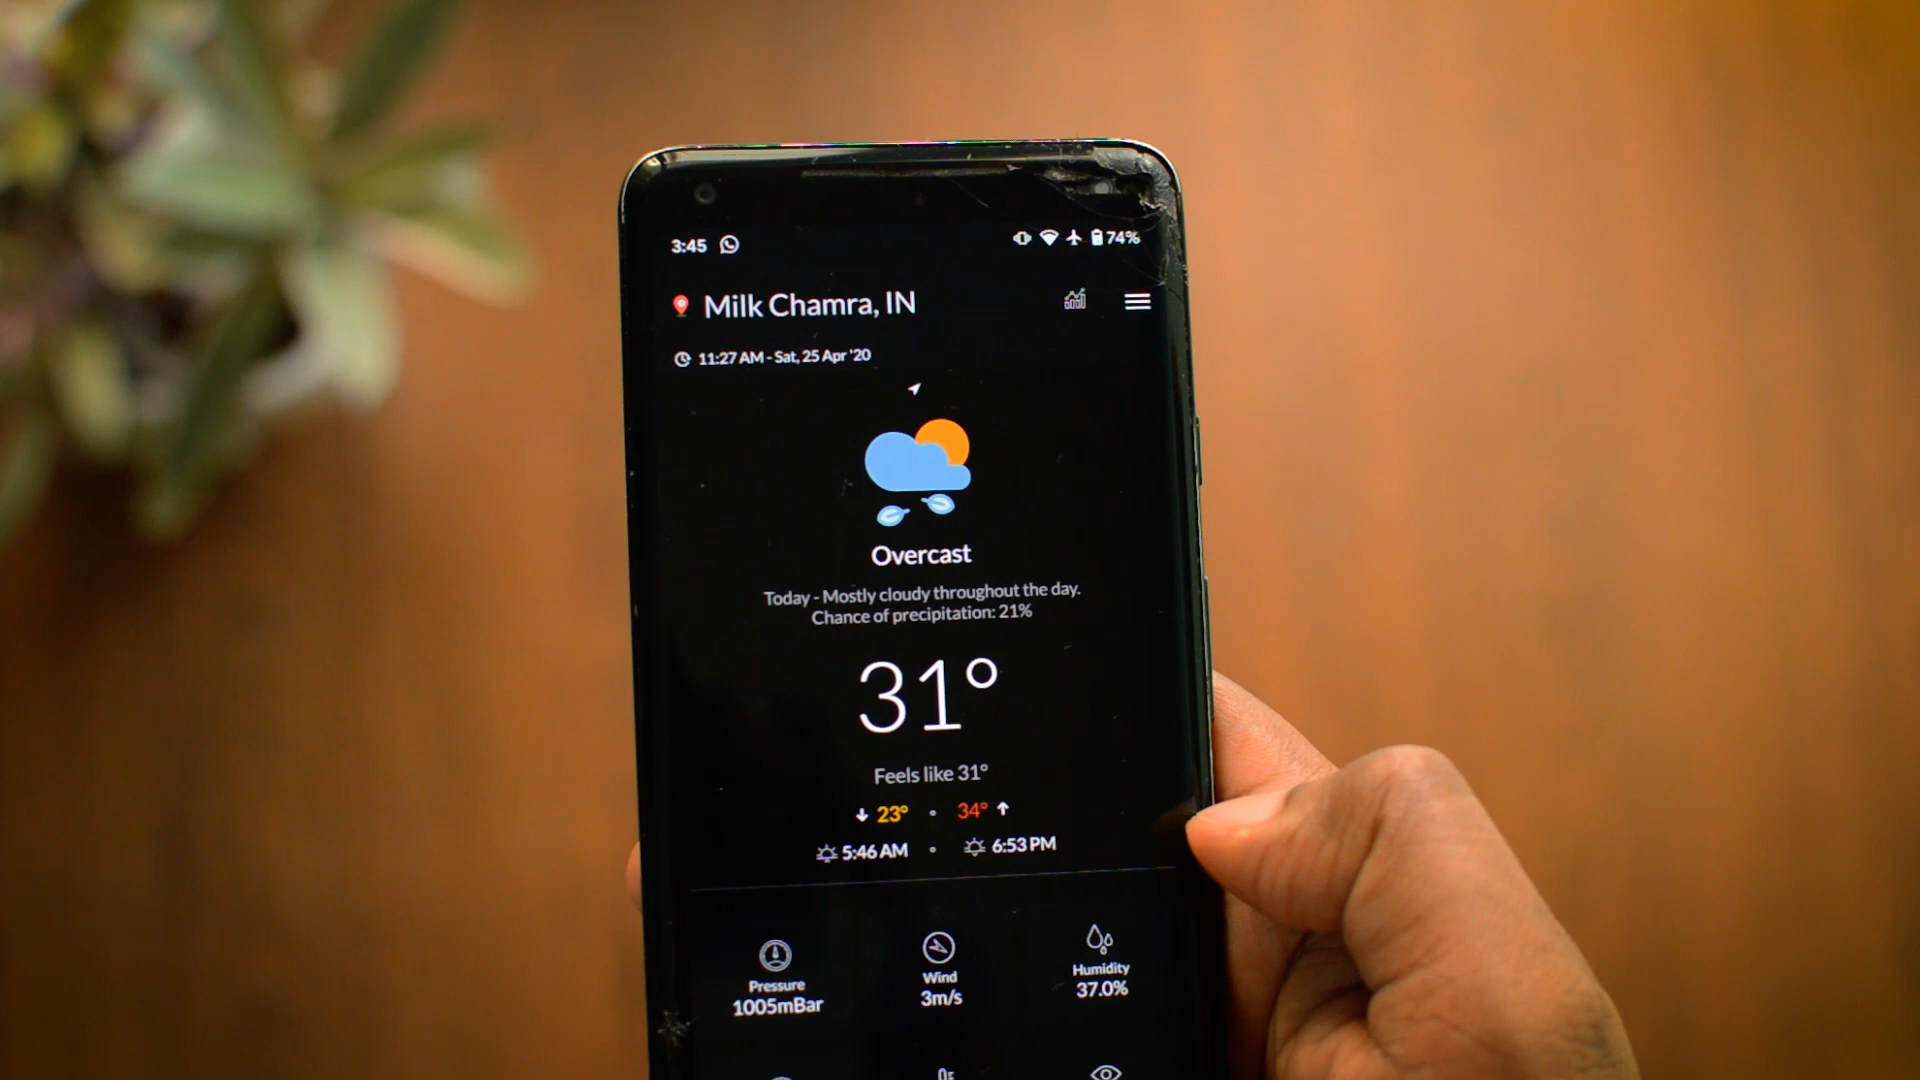 3:45
74%
Milk Chamra, IN
11:27 AM - Sat, 25 Apr '20
Overcast
Today - Mostly cloudy throughout the day.
Chance of precipitation: 21%
31°
Feels like 31°
23° 34°
5:46 AM 6:53 PM
Pressure Wind Humidity
1005mBar 3m/s 37.0%